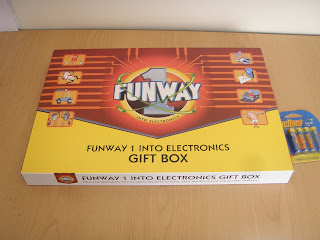 1
FUNWAY
INTO ELECTRONICS
FUNWAY 1 INTO ELECTRONICS
GIFT BOX
FUNWAY 1 INTO ELECTRONICS GIFT BOX